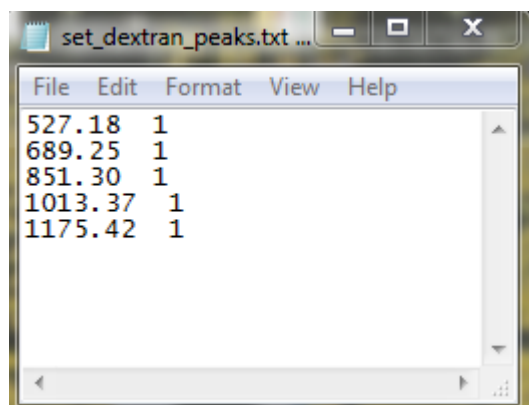 set_dextran_peaks.txt ...
File Edit Format View Help
527.18 1
689.25 1
851.30 1
1013.37 1
1175.42 1